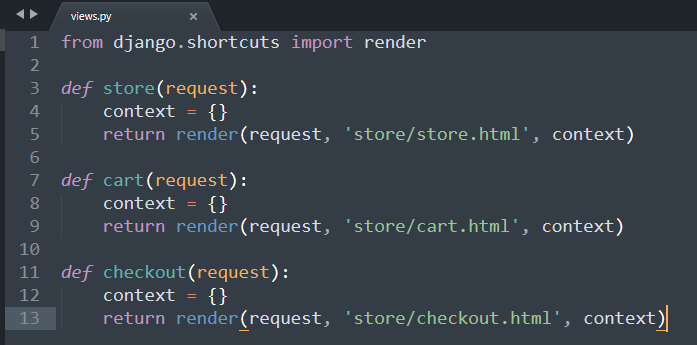 views.py ×
1 from django.shortcuts import render
2
3 def store(request):
4     context = {}
5     return render(request, 'store/store.html', context)
6
7 def cart(request):
8     context = {}
9     return render(request, 'store/cart.html', context)
10
11 def checkout(request):
12     context = {}
13     return render(request, 'store/checkout.html', context)